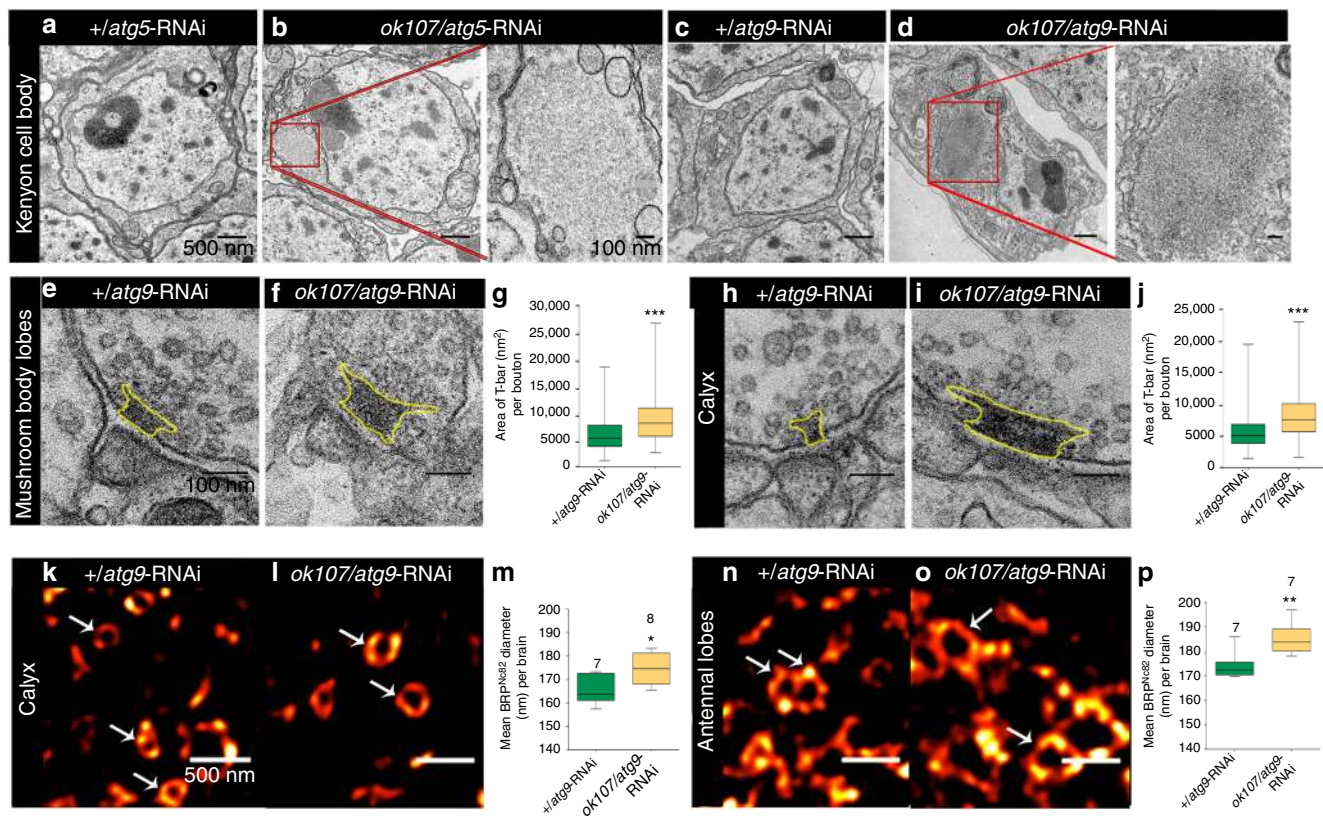 a +/atg5-RNAi
b ok107/atg5-RNAi
c +/atg9-RNAi
d ok107/atg9-RNAi
Kenyon cell body
500 nm
100 nm
e +/atg9-RNAi
f ok107/atg9-RNAi
g
h +/atg9-RNAi
i ok107/atg9-RNAi
j
Mushroom body lobes
100 nm
Area of T-bar (nm²)
per bouton
30,000
25,000
20,000
15,000
10,000
5000
0
***
+/atg9-RNAi
ok107/atg9-
RNAi
Calyx
Area of T-bar (nm²)
per bouton
25,000
20,000
15,000
10,000
5000
0
***
+/atg9-RNAi
ok107/atg9-
RNAi
k +/atg9-RNAi
l ok107/atg9-RNAi
m
n +/atg9-RNAi
o ok107/atg9-RNAi
p
Calyx
500 nm
Mean BRPNc82 diameter
(nm) per brain
200
190
180
170
160
150
140
7
8
*
+/atg9-RNAi
ok107/atg9-
RNAi
Antennal lobes
Mean BRPNc82 diameter
(nm) per brain
200
190
180
170
160
150
140
7
7
**
+/atg9-RNAi
ok107/atg9-
RNAi